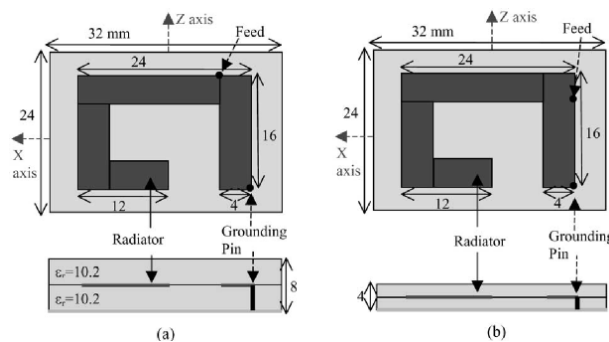 Z axis
32 mm
Feed
24
24
16
X
axis
12
4
Radiator
Grounding
Pin
εr=10.2
εr=10.2
8
(a)
Z axis
32 mm
Feed
24
24
16
X
axis
12
4
Radiator
Grounding
Pin
4
(b)